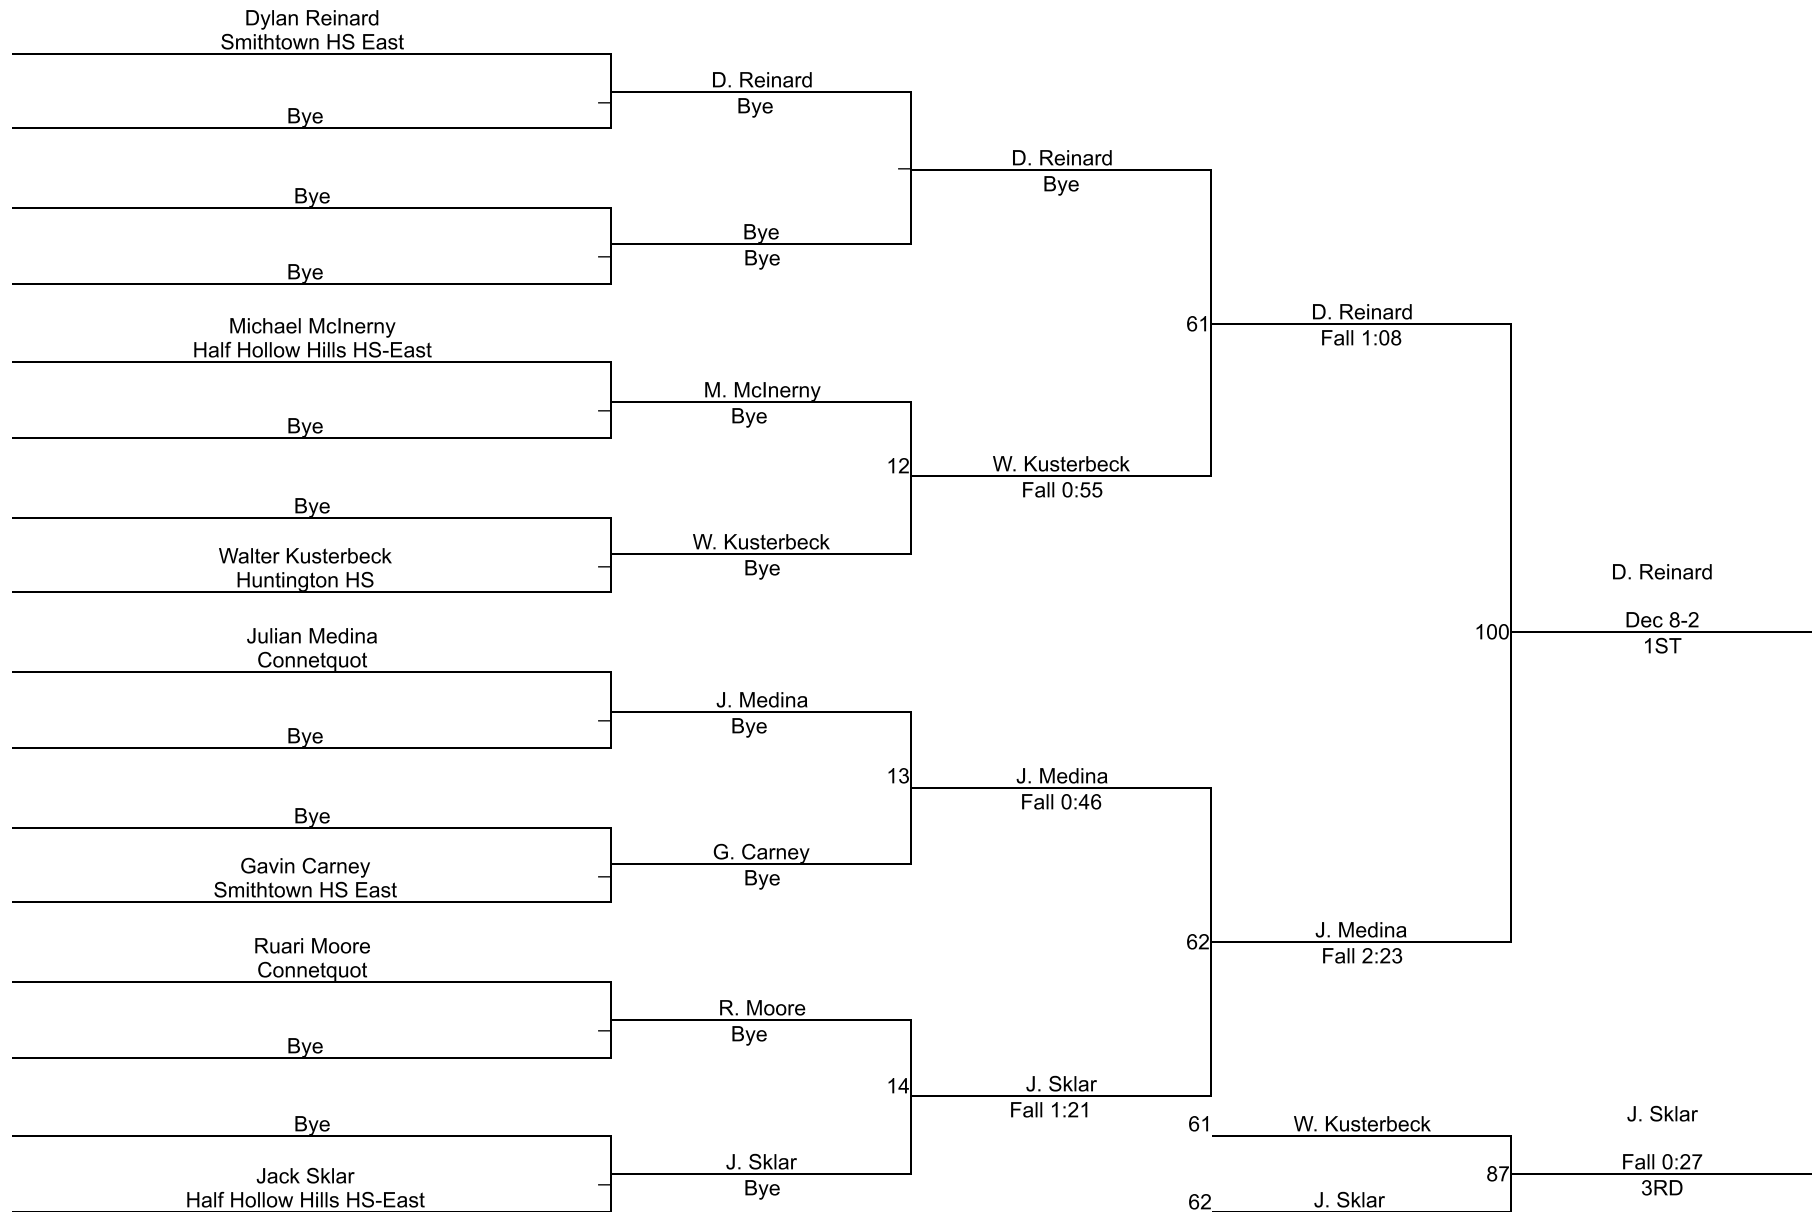 Dylan Reinard
Smithtown HS East
D. Reinard
Bye
Bye
D. Reinard
Bye
Bye
Bye
Bye
Bye
D. Reinard
61
Fall 1:08
Michael McInerny
Half Hollow Hills HS-East
M. McInerny
Bye
Bye
12
W. Kusterbeck
Fall 0:55
Bye
W. Kusterbeck
Bye
Walter Kusterbeck
Huntington HS
D. Reinard
Dec 8-2
100
1ST
Julian Medina
Connetquot
J. Medina
Bye
Bye
13
J. Medina
Fall 0:46
Bye
G. Carney
Bye
Gavin Carney
Smithtown HS East
J. Medina
62
Fall 2:23
Ruari Moore
Connetquot
R. Moore
Bye
Bye
14
J. Sklar
Fall 1:21
Bye
J. Sklar
Bye
Jack Sklar
Half Hollow Hills HS-East
61
W. Kusterbeck
J. Sklar
Fall 0:27
87
3RD
62
J. Sklar